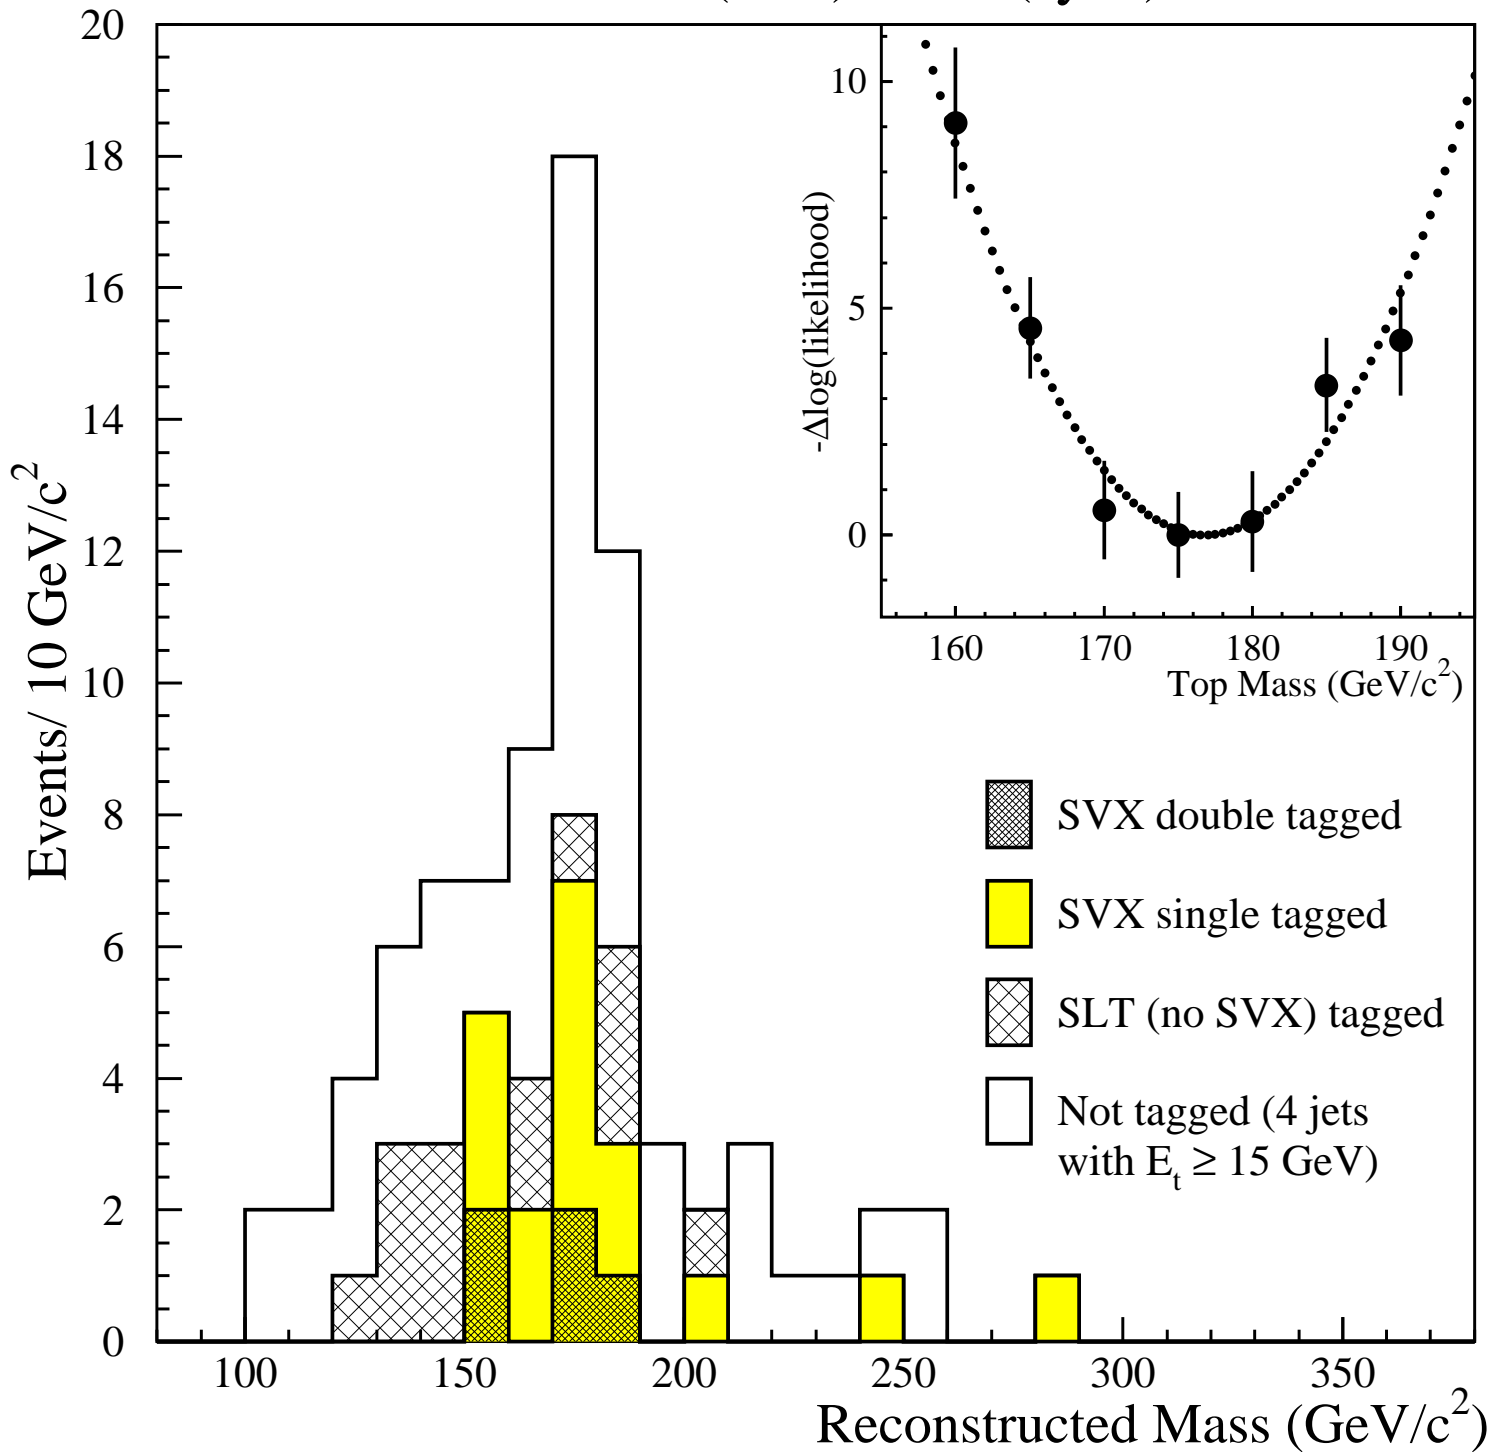 20
18
16
14
12
10
8
6
4
2
0
Events/ 10 GeV/c²
100 150 200 250 300 350
Reconstructed Mass (GeV/c²)
10
5
0
-Δlog(likelihood)
160 170 180 190
Top Mass (GeV/c²)
SVX double tagged
SVX single tagged
SLT (no SVX) tagged
Not tagged (4 jets
with Eₜ ≥ 15 GeV)